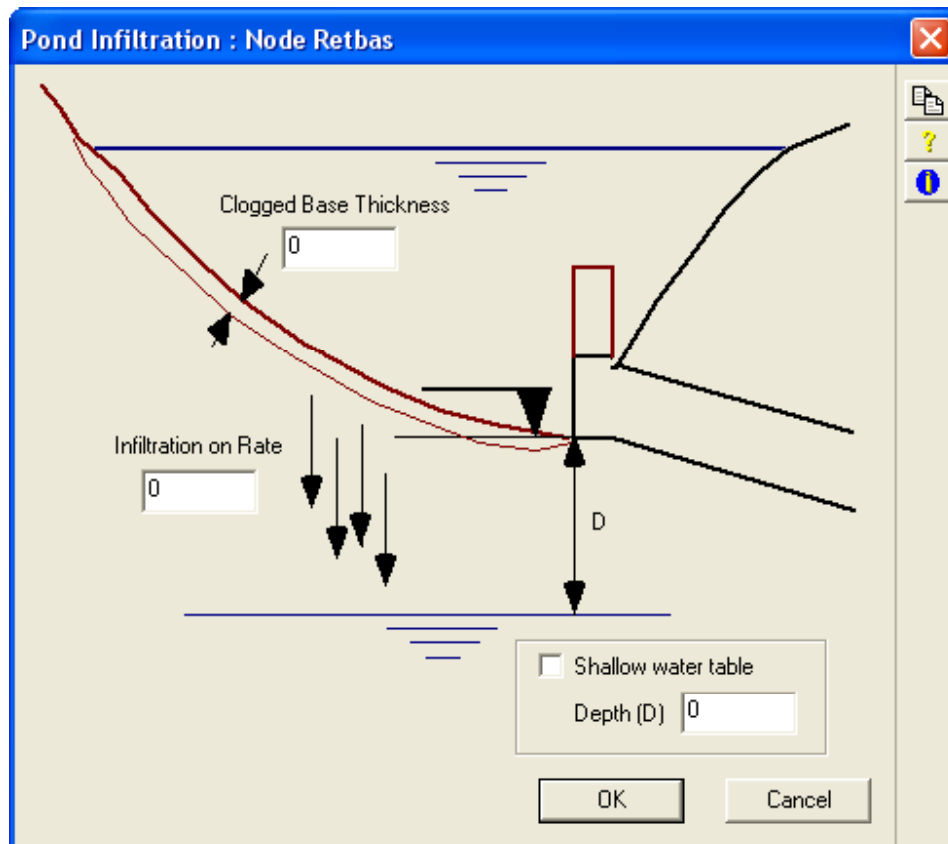 Pond Infiltration : Node Retbas
?
i
Clogged Base Thickness
0
Infiltration on Rate
0
D
Shallow water table
Depth (D) 0
OK Cancel